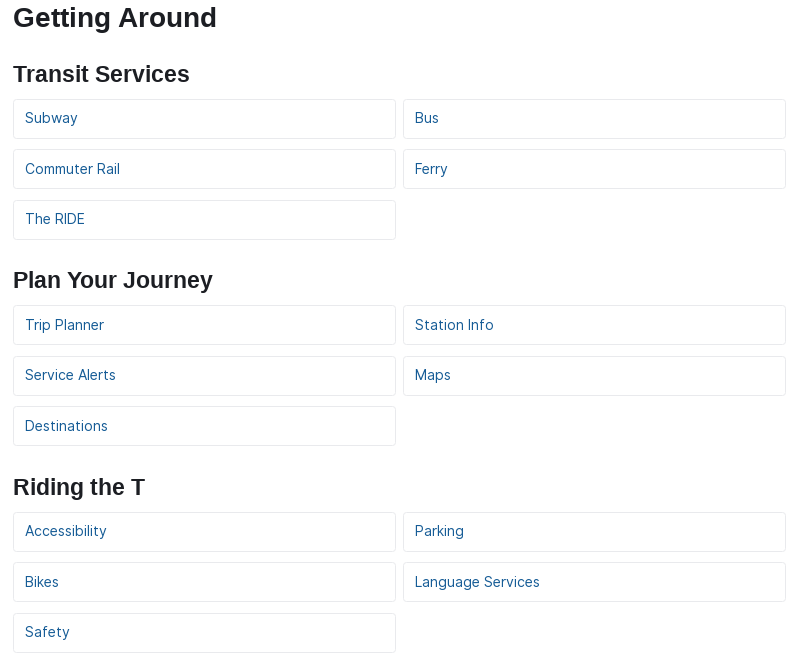 Getting Around
Transit Services
Subway
Bus
Commuter Rail
Ferry
The RIDE
Plan Your Journey
Trip Planner
Station Info
Service Alerts
Maps
Destinations
Riding the T
Accessibility
Parking
Bikes
Language Services
Safety